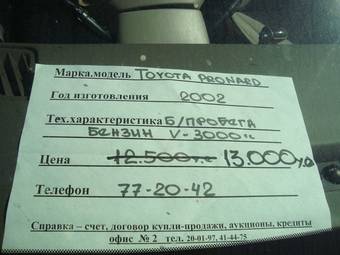 Марка.модель TOYOTA PRONARD
Год изготовления 2002
Тех.характеристика Б/ПРОБЕГА
БЕНЗИН V-3000
Цена 12.500 13.000 у.е
Телефон 77-20-42
Справка – счет, договор купли-продажи, аукционы, кредиты
офис № 2 тел. 20-01-97, 41-44-75